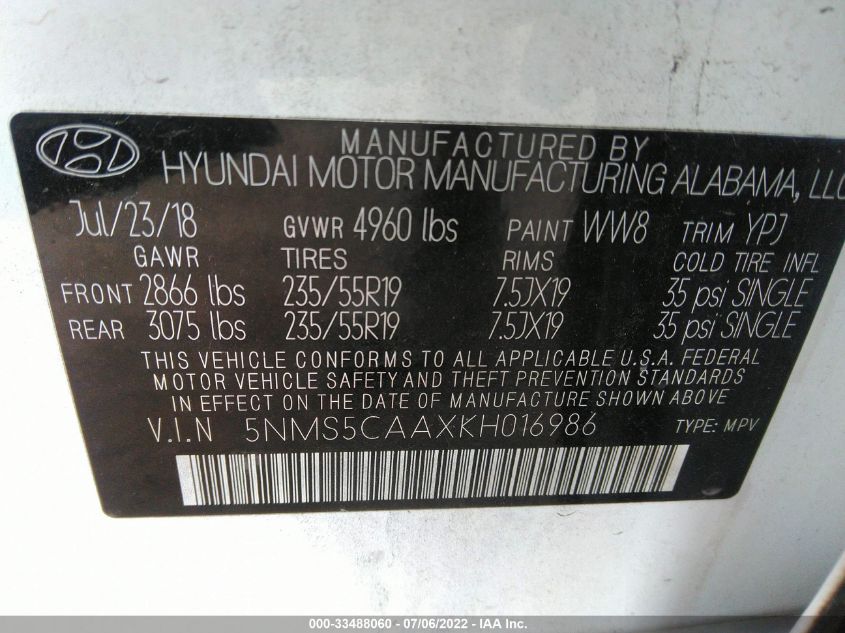 MANUFACTURED BY
HYUNDAI MOTOR MANUFACTURING ALABAMA, LLC
Jul/23/18 GVWR 4960 lbs PAINT WW8 TRIM YPJ
GAWR TIRES RIMS COLD TIRE INFL
FRONT 2866 lbs 235/55R19 7.5JX19 35 psi SINGLE
REAR 3075 lbs 235/55R19 7.5JX19 35 psi SINGLE
THIS VEHICLE CONFORMS TO ALL APPLICABLE U.S.A. FEDERAL
MOTOR VEHICLE SAFETY AND THEFT PREVENTION STANDARDS
IN EFFECT ON THE DATE OF MANUFACTURE SHOWN ABOVE
V.I.N 5NMS5CAAXKH016986 TYPE: MPV
000-33488060 - 07/06/2022 - IAA Inc.